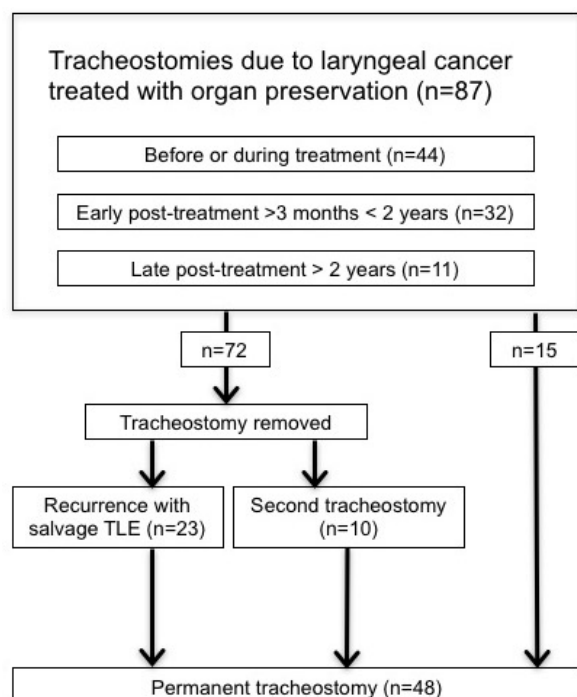 Tracheostomies due to laryngeal cancer
treated with organ preservation (n=87)
Before or during treatment (n=44)
Early post-treatment >3 months < 2 years (n=32)
Late post-treatment > 2 years (n=11)
n=72
n=15
Tracheostomy removed
Recurrence with
salvage TLE (n=23)
Second tracheostomy
(n=10)
Permanent tracheostomy (n=48)